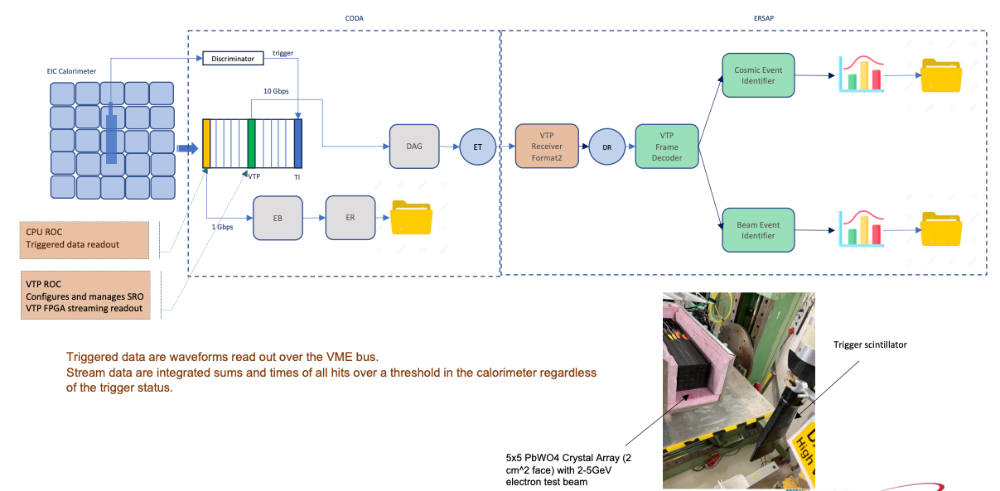 CODA
ERSAP
EIC Calorimeter
Discriminator
trigger
10 Gbps
VTP
TI
1 Gbps
DAG
ET
EB
ER
VTP
Receiver
Format2
DR
VTP
Frame
Decoder
Cosmic Event
Identifier
Beam Event
Identifier
CPU ROC
Triggered data readout
VTP ROC
Configures and manages SRO
VTP FPGA streaming readout
Triggered data are waveforms read out over the VME bus.
Stream data are integrated sums and times of all hits over a threshold in the calorimeter regardless
of the trigger status.
Trigger scintillator
5x5 PbWO4 Crystal Array (2
cm^2 face) with 2-5GeV
electron test beam
High